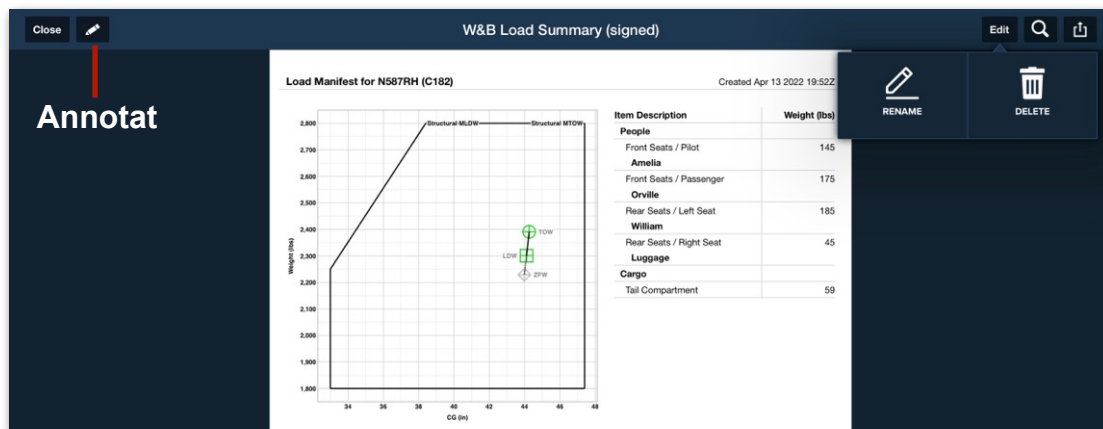 Close
W&B Load Summary (signed)
Edit
RENAME
DELETE
Annotat
Load Manifest for N587RH (C182)
Created Apr 13 2022 19:52Z
2,800
2,700
2,600
2,500
2,400
2,300
2,200
2,100
2,000
1,900
1,800
Weight (lbs)
Structural MLDW
Structural MTOW
TOW
LDW
ZFW
34 36 38 40 42 44 46 48
CG (in)
Item Description Weight (lbs)
People
Front Seats / Pilot 145
Amelia
Front Seats / Passenger 175
Orville
Rear Seats / Left Seat 185
William
Rear Seats / Right Seat 45
Luggage
Cargo
Tail Compartment 59